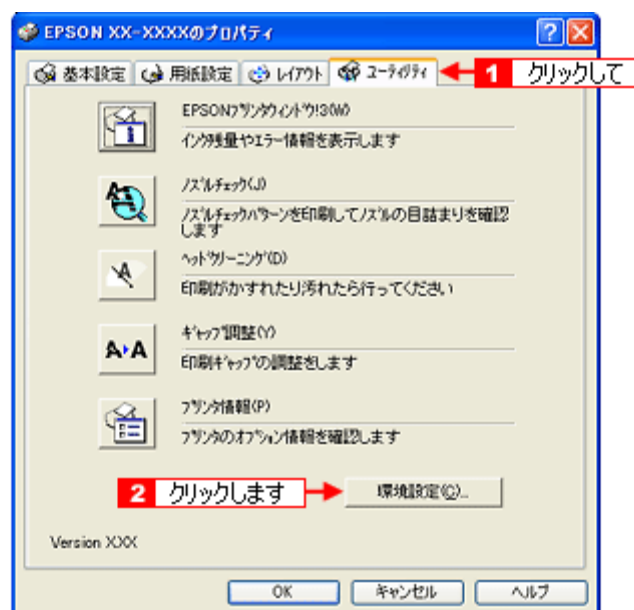 EPSON XX-XXXXのプロパティ
基本設定 用紙設定 レイアウト ユーティリティ 1 クリックして
EPSONプリンタウィンドウ!3(W)
インク残量やエラー情報を表示します
ノズルチェック(J)
ノズルチェックパターンを印刷してノズルの目詰まりを確認
します
ヘッドクリーニング(D)
印刷がかすれたり汚れたら行ってください
ギャップ調整(Y)
A▸A
印刷ギャップの調整をします
プリンタ情報(P)
プリンタのオプション情報を確認します
2 クリックします 環境設定(C)...
Version XXX
OK キャンセル ヘルプ